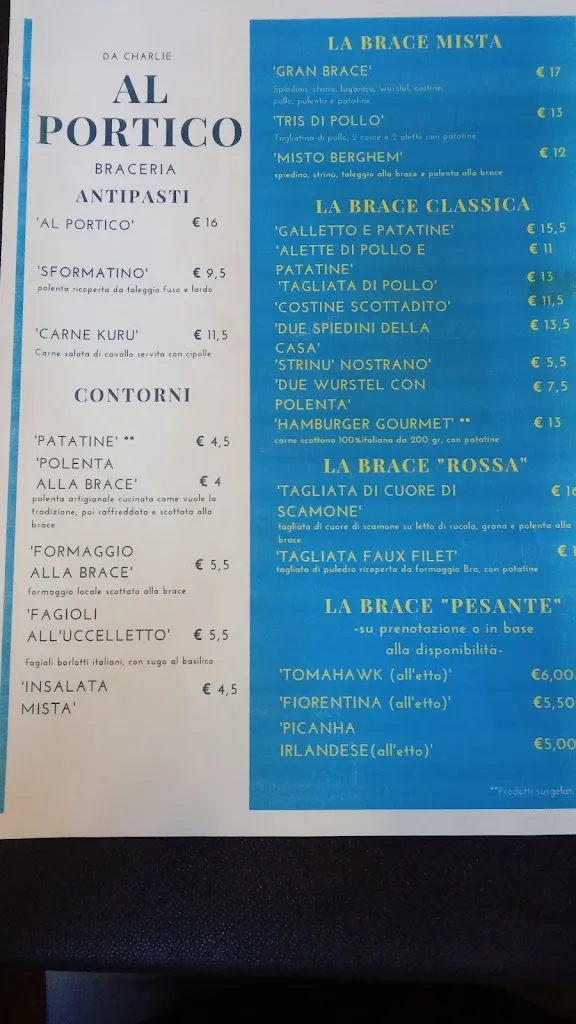 DA CHARLIE
AL
PORTICO
BRACERIA
ANTIPASTI
'AL PORTICO' € 16
'SFORMATINO' € 9,5
polenta ricoperta da taleggio fuso e lardo
'CARNE KURU' € 11,5
Carne salata di cavallo servita con cipolle
CONTORNI
'PATATINE' ** € 4,5
'POLENTA
ALLA BRACE' € 4
polenta artigianale cucinata come vuole la
tradizione, poi raffreddata e scottata alla
brace
'FORMAGGIO
ALLA BRACE' € 5,5
formaggio locale scottato alla brace
'FAGIOLI
ALL'UCCELLETTO' € 5,5
fagioli borlotti italiani, con sugo al basilico
'INSALATA
MISTA' € 4,5
LA BRACE MISTA
'GRAN BRACE' € 17
Spiedino, strinu, luganica, wurstel, costine,
pollo, polenta e patatine
'TRIS DI POLLO' € 13
Tagliatina di pollo, 2 cosce e 2 alette con patatine
'MISTO BERGHEM' € 12
spiedino, strinù, taleggio alla brace e polenta alla brace
LA BRACE CLASSICA
'GALLETTO E PATATINE' € 15,5
'ALETTE DI POLLO E € 11
PATATINE'
'TAGLIATA DI POLLO' € 13
'COSTINE SCOTTADITO' € 11,5
'DUE SPIEDINI DELLA € 13,5
CASA'
'STRINU' NOSTRANO' € 5,5
'DUE WURSTEL CON € 7,5
POLENTA'
'HAMBURGER GOURMET' ** € 13
carne scottona 100%italiana da 200 gr, con patatine
LA BRACE "ROSSA"
'TAGLIATA DI CUORE DI € 16
SCAMONE'
tagliata di cuore di scamone su letto di rucola, grana e polenta alla
brace
'TAGLIATA FAUX FILET' € 1
tagliata di puledro ricoperta da formaggio Bra, con patatine
LA BRACE "PESANTE"
-su prenotazione o in base
alla disponibilità-
'TOMAHAWK (all'etto)' €6,00
'FIORENTINA (all'etto)' €5,50
'PICANHA
IRLANDESE(all'etto)' €5,00
**Prodotti surgelati